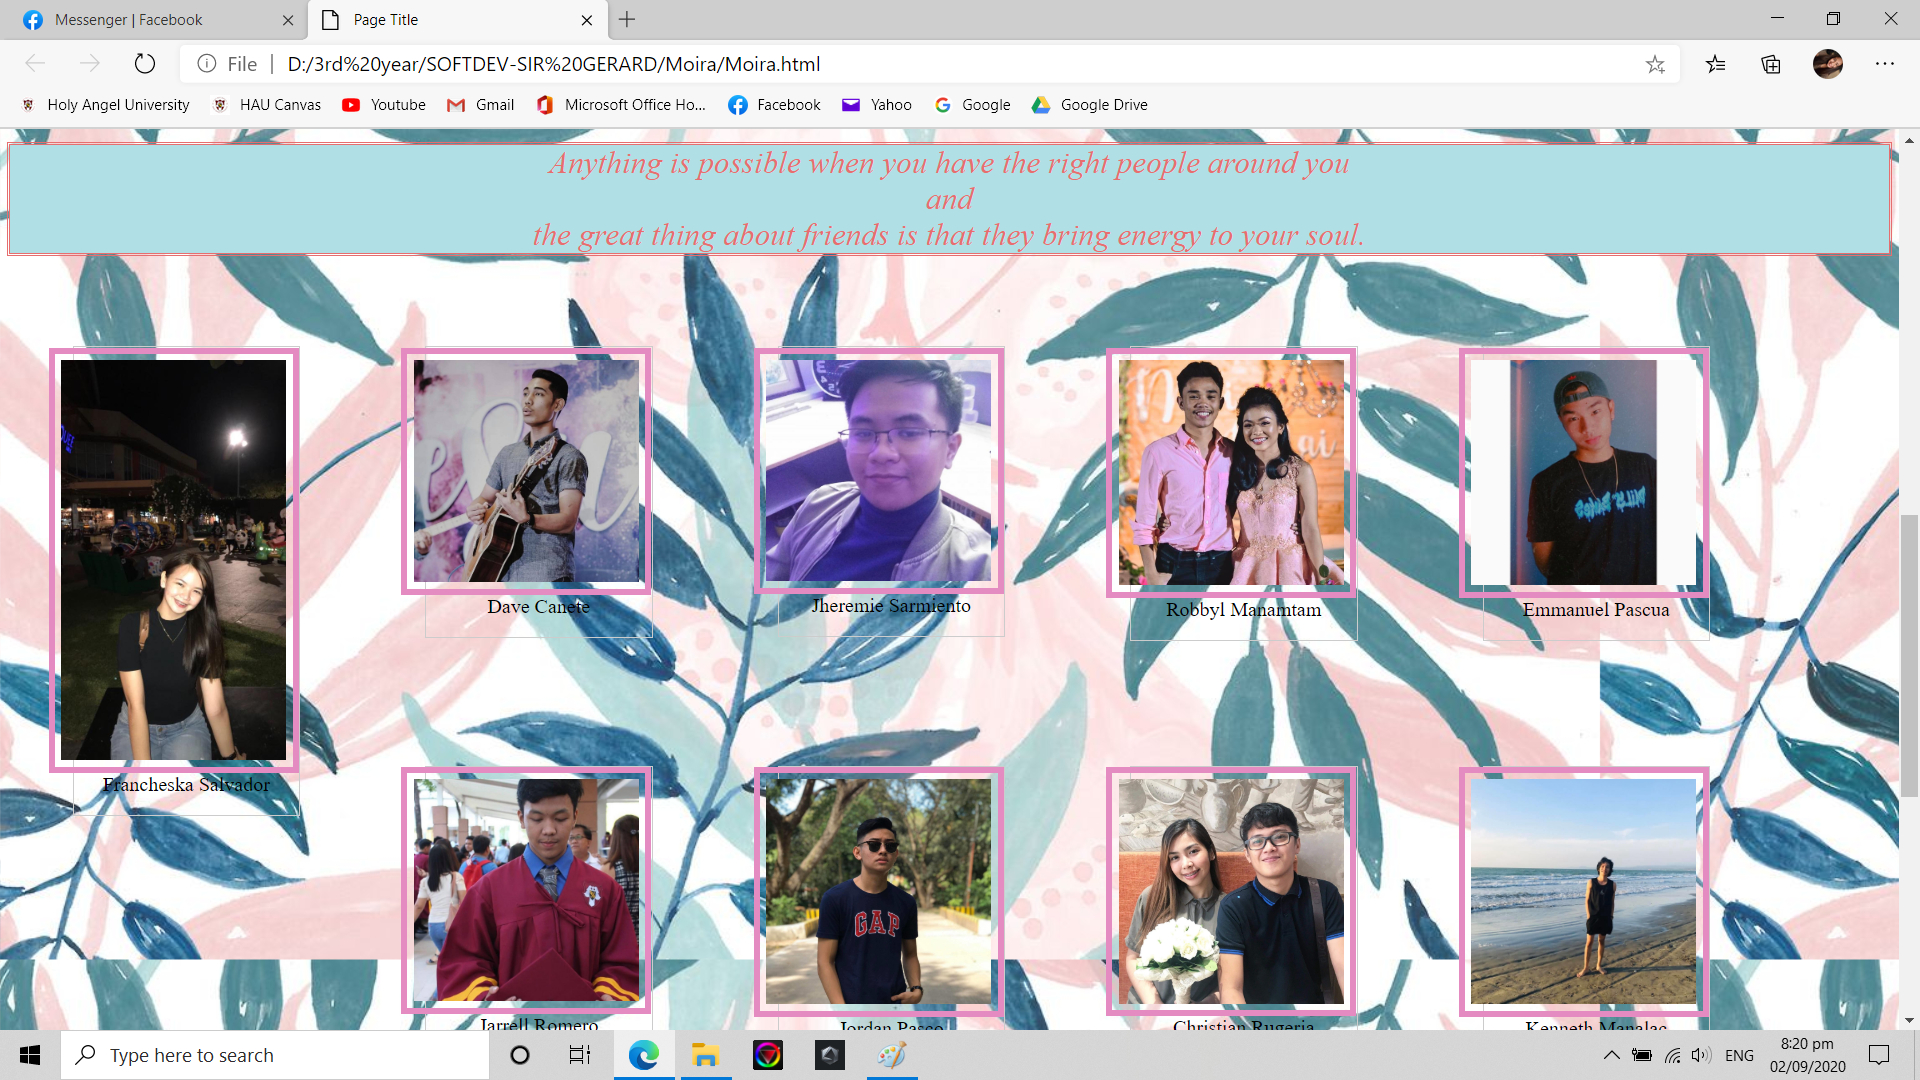 Messenger | Facebook
Page Title
File
D:/3rd%20year/SOFTDEV-SIR%20GERARD/Moira/Moira.html
Holy Angel University
HAU Canvas
Youtube
Gmail
Microsoft Office Ho...
Facebook
Yahoo
Google
Google Drive
Anything is possible when you have the right people around you
and
the great thing about friends is that they bring energy to your soul.
GAP
Dave Canete
Jheremie Sarmiento
Robbyl Manamtam
Emmanuel Pascua
Francheska Salvador
Jarrell Romero
Jordan Pasco
Christian Rugeria
Kenneth Manalac
Type here to search
ENG
8:20 pm
02/09/2020